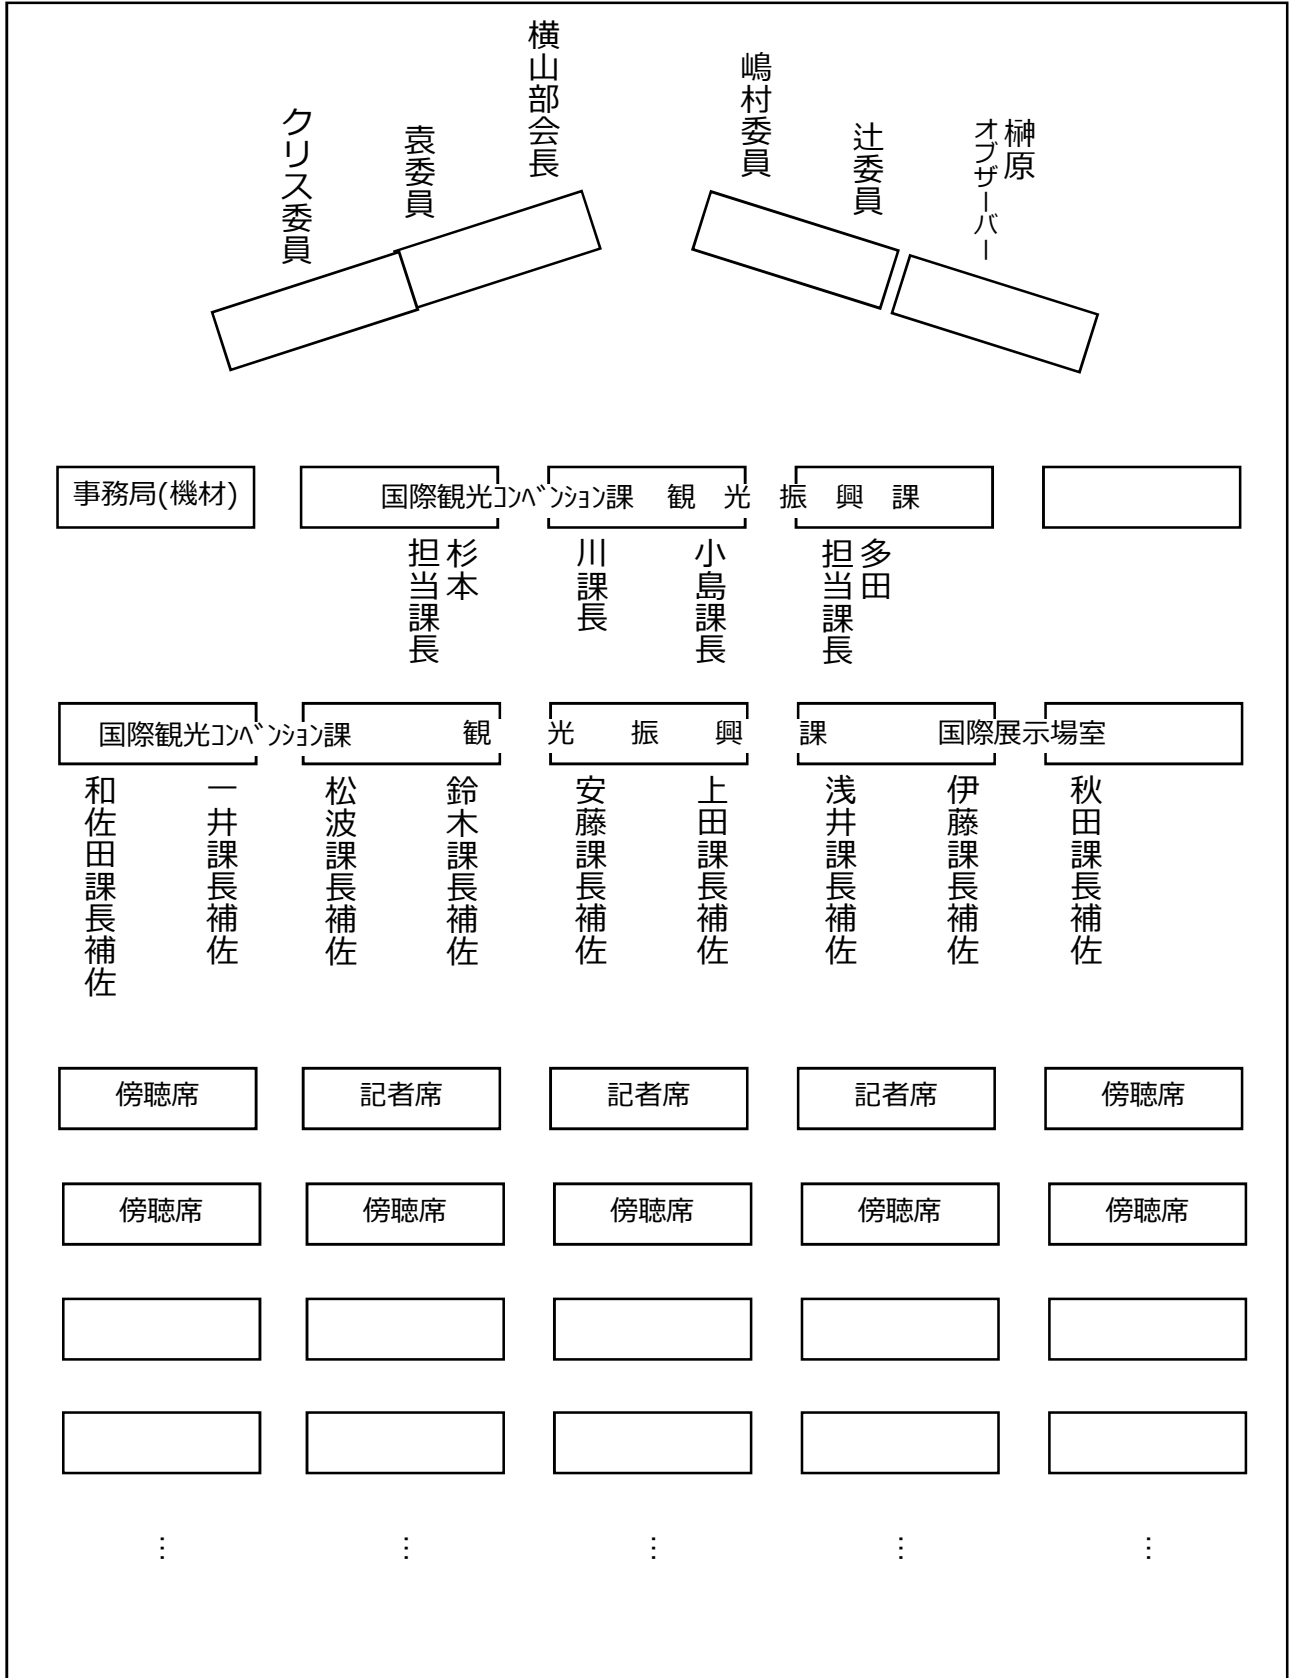 クリス委員
袁委員
横山部会長
嶋村委員
辻委員
榊原
オブザーバー
事務局(機材)
国際観光ｺﾝﾍﾞﾝｼｮﾝ課
観光振興課
杉本
担当課長
川課長
小島課長
多田
担当課長
国際観光ｺﾝﾍﾞﾝｼｮﾝ課
観光振興課
国際展示場室
和佐田課長補佐
一井課長補佐
松波課長補佐
鈴木課長補佐
安藤課長補佐
上田課長補佐
浅井課長補佐
伊藤課長補佐
秋田課長補佐
傍聴席
記者席
記者席
記者席
傍聴席
傍聴席
傍聴席
傍聴席
傍聴席
傍聴席
…
…
…
…
…